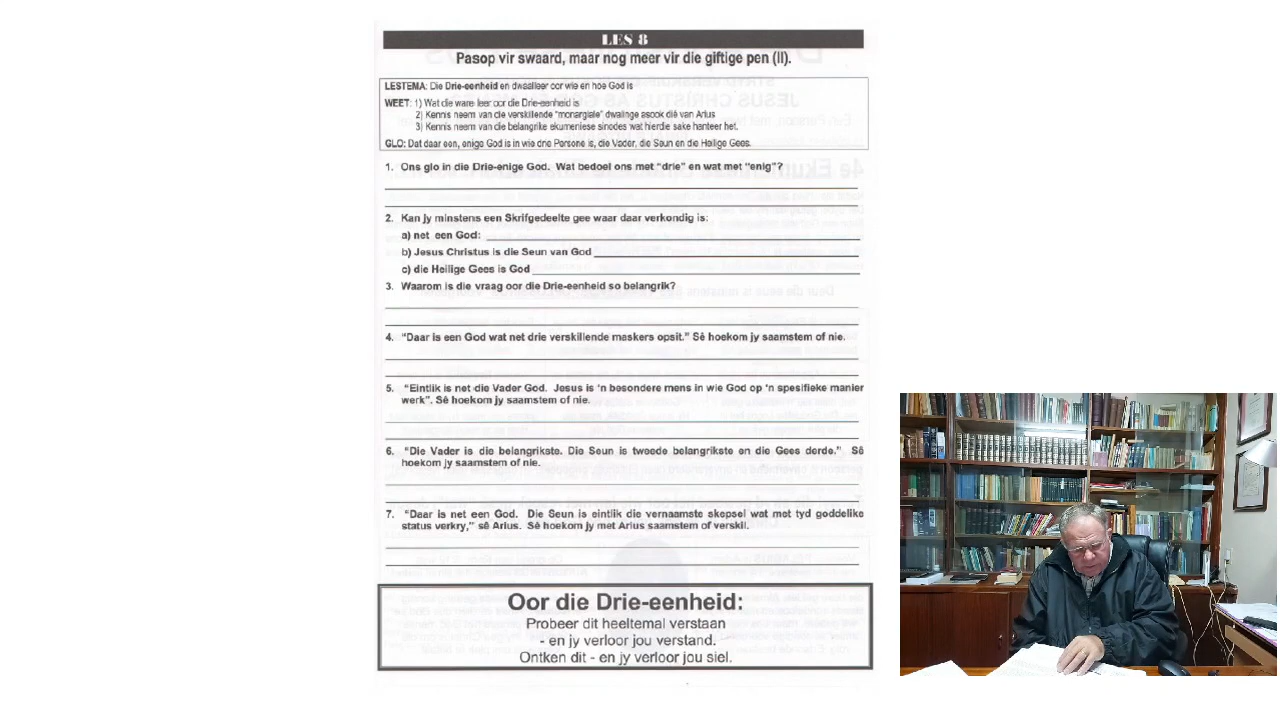 LES 8
Pasop vir swaard, maar nog meer vir die giftige pen (II).
LESTEMA: Die Drie-eenheid en dwaalleer oor wie en hoe God is
WEET: 1) Wat die ware leer oor die Drie-eenheid is
2) Kennis neem van die verskillende "monargiale" dwalinge asook dié van Arius
3) Kennis neem van die belangrike ekumeniese sinodes wat hierdie sake hanteer het.
GLO: Dat daar een, enige God is in wie drie Persone is, die Vader, die Seun en die Heilige Gees.
1. Ons glo in die Drie-enige God. Wat bedoel ons met "drie" en wat met "enig"?
2. Kan jy minstens een Skrifgedeelte gee waar daar verkondig is:
a) net een God:
b) Jesus Christus is die Seun van God
c) die Heilige Gees is God
3. Waarom is die vraag oor die Drie-eenheid so belangrik?
4. "Daar is een God wat net drie verskillende maskers opsit." Sê hoekom jy saamstem of nie.
5. "Eintlik is net die Vader God. Jesus is 'n besondere mens in wie God op 'n spesifieke manier
werk". Sê hoekom jy saamstem of nie.
6. "Die Vader is die belangrikste. Die Seun is tweede belangrikste en die Gees derde." Sê
hoekom jy saamstem of nie.
7. "Daar is net een God. Die Seun is eintlik die vernaamste skepsel wat met tyd goddelike
status verkry," sê Arius. Sê hoekom jy met Arius saamstem of verskil.
Oor die Drie-eenheid:
Probeer dit heeltemal verstaan
- en jy verloor jou verstand.
Ontken dit - en jy verloor jou siel.